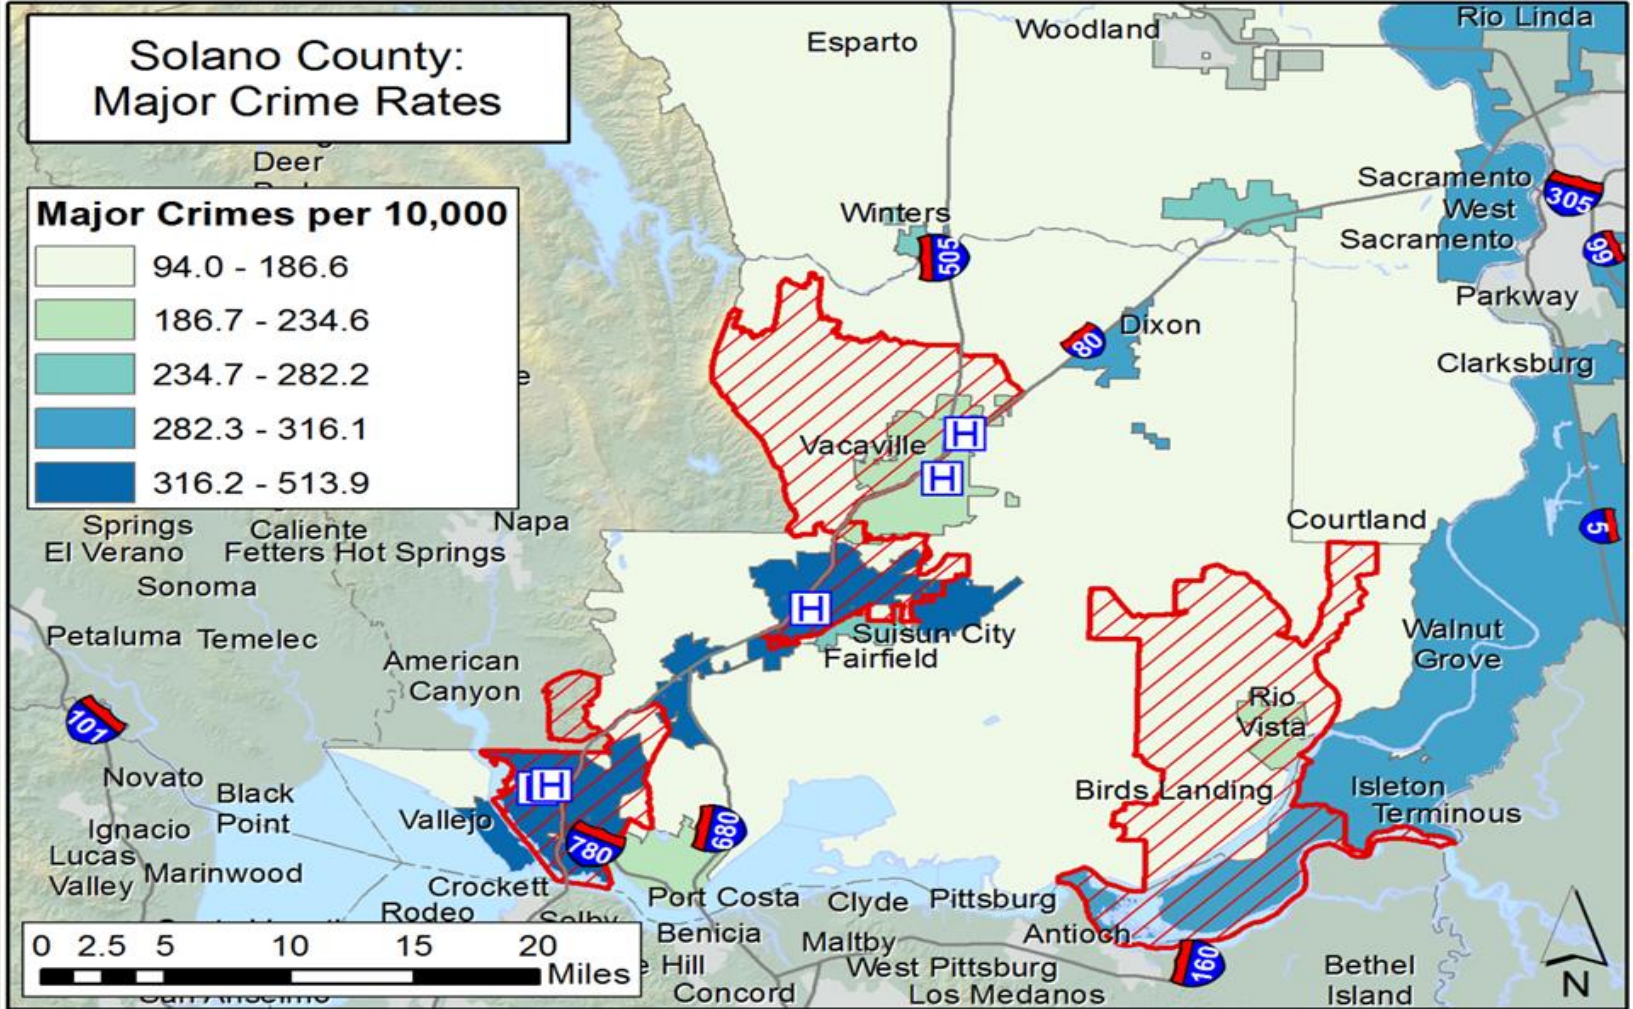 Solano County:
Major Crime Rates
Esparto
Woodland
Rio Linda
Deer
Major Crimes per 10,000
94.0 - 186.6
186.7 - 234.6
234.7 - 282.2
282.3 - 316.1
316.2 - 513.9
Winters
505
Sacramento
West
Sacramento
305
99
Parkway
Dixon
80
Clarksburg
e
Vacaville
H
H
Springs
Caliente
Napa
El Verano
Fetters Hot Springs
Sonoma
Courtland
5
H
Petaluma
Temelec
Suisun City
Fairfield
Walnut
Grove
American
Canyon
101
Rio
Vista
Novato
Black
Point
H
Birds Landing
Isleton
Terminous
Vallejo
Ignacio
780
680
Lucas
Valley
Marinwood
Crockett
Rodeo
Selby
Port Costa
Clyde
Pittsburg
Benicia
Maltby
Antioch
e Hill
West Pittsburg
160
Concord
Los Medanos
Bethel
Island
0 2.5 5 10 15 20
Miles
San Anselmo
N